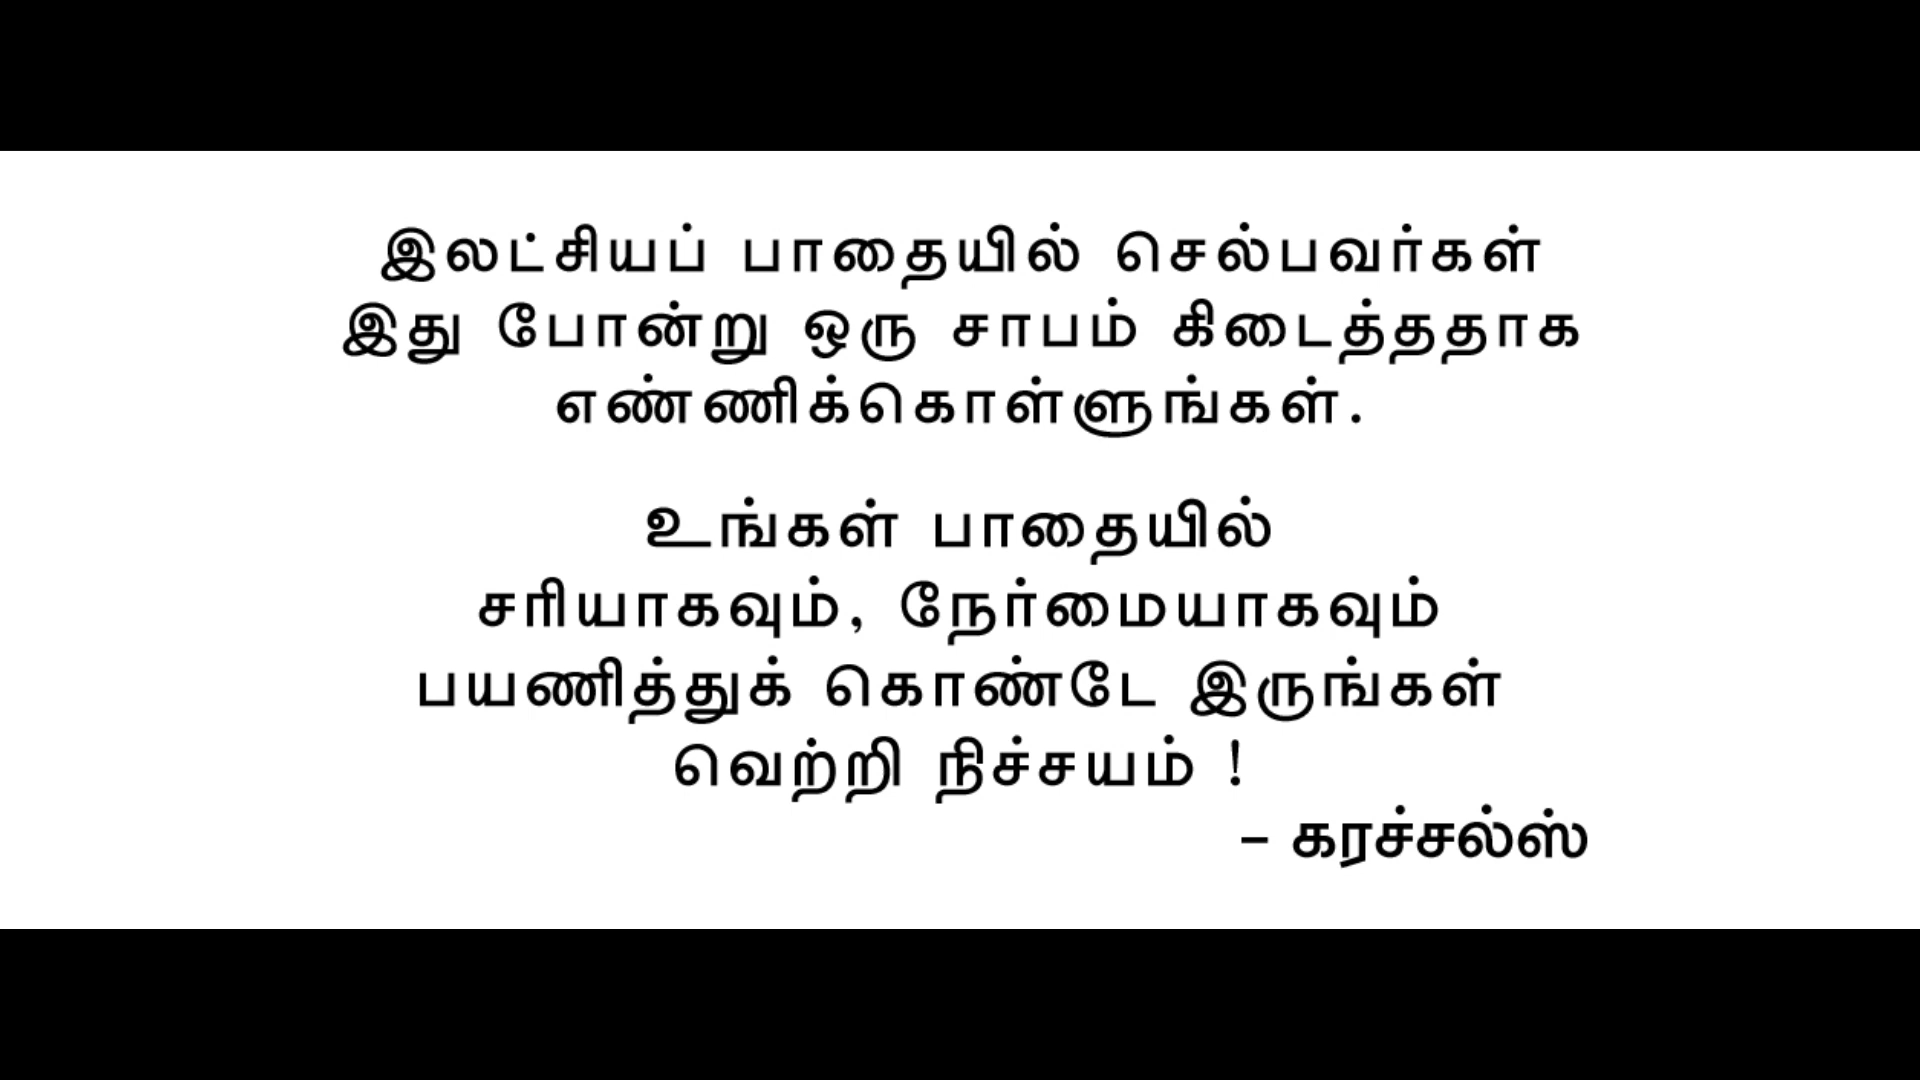 இலட்சியப் பாதையில் செல்பவர்கள்
இது போன்று ஒரு சாபம் கிடைத்ததாக
எண்ணிக்கொள்ளுங்கள்.
உங்கள் பாதையில்
சரியாகவும், நேர்மையாகவும்
பயணித்துக் கொண்டே இருங்கள்
வெற்றி நிச்சயம் !
– கரச்சல்ஸ்